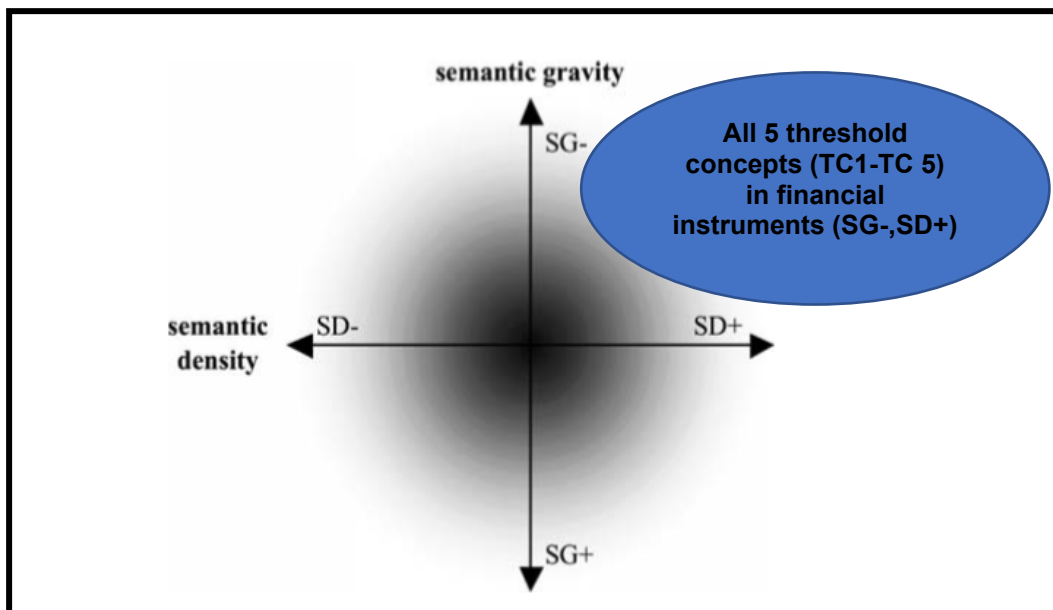 semantic gravity
SG-
All 5 threshold
concepts (TC1-TC 5)
in financial
instruments (SG-,SD+)
semantic
density
SD-
SD+
SG+